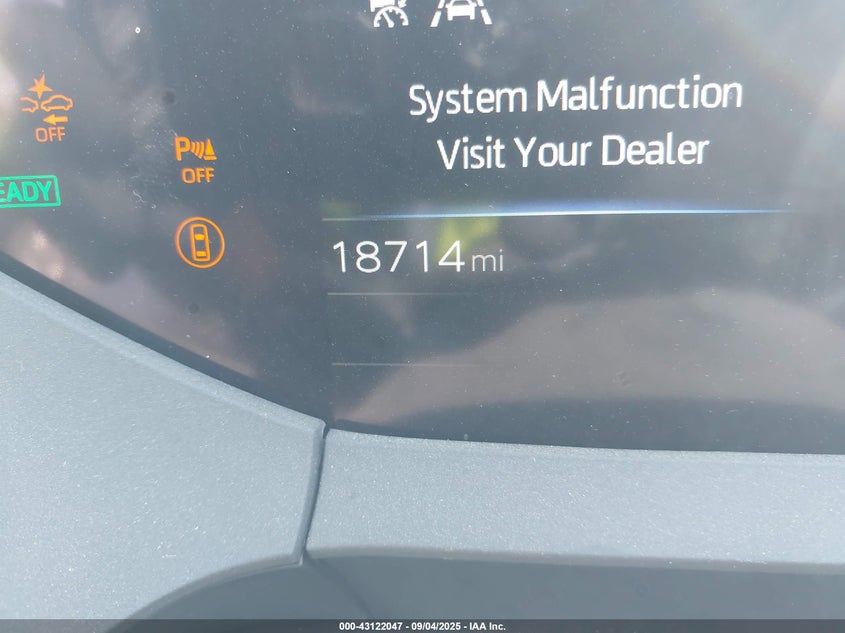 System Malfunction
Visit Your Dealer
OFF
P
OFF
EADY
18714 mi
000-43122047 - 09/04/2025 - IAA Inc.